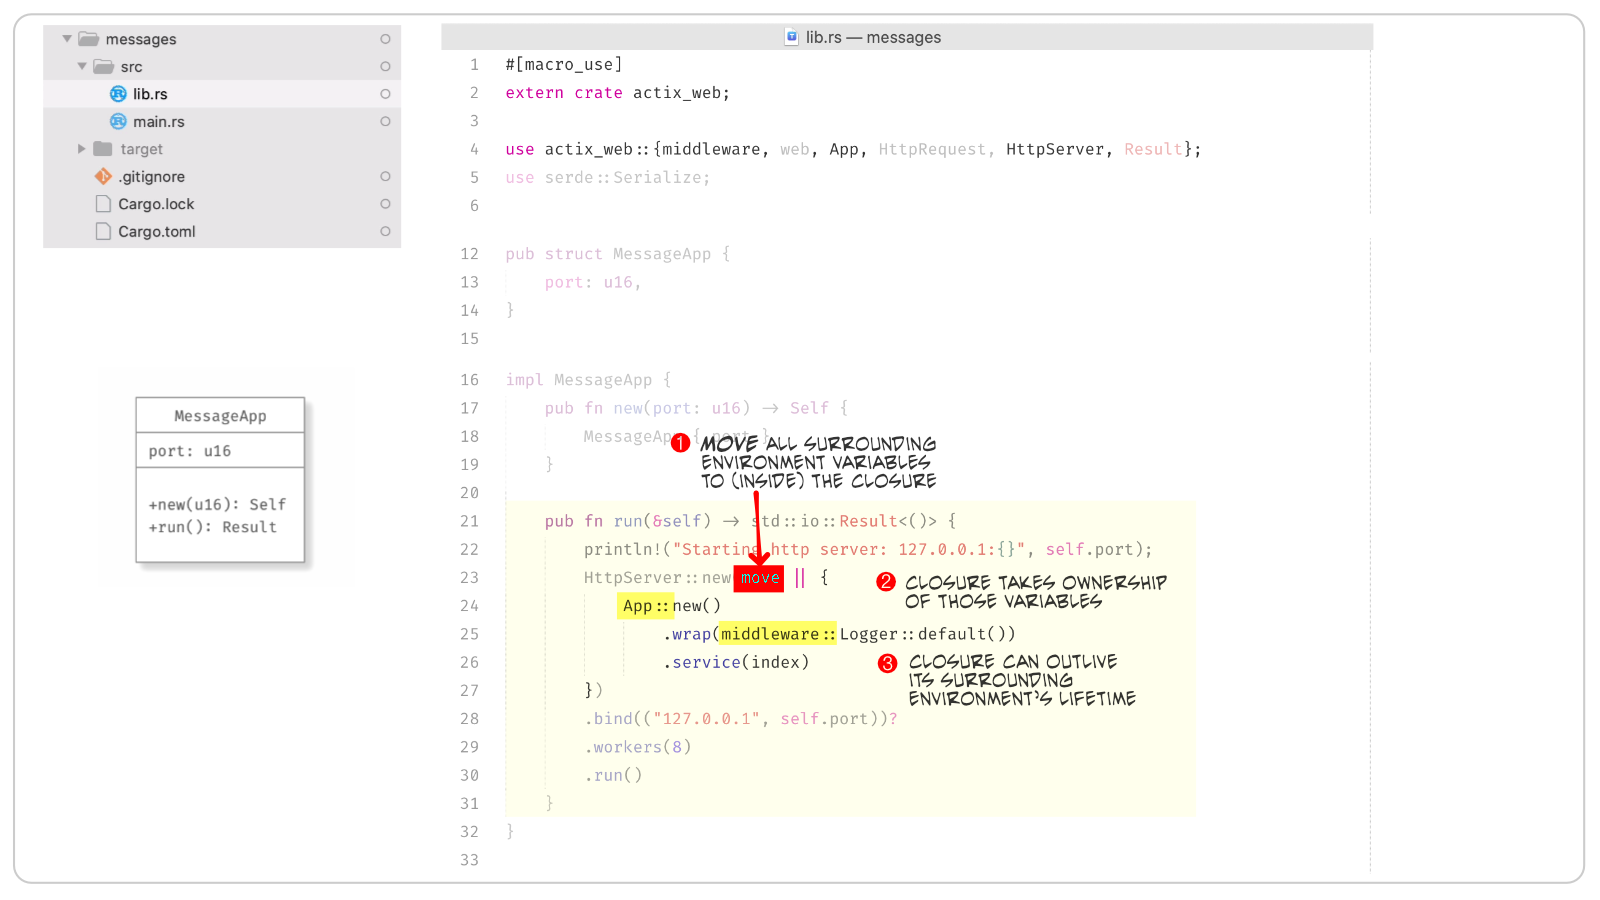 messages
src
lib.rs
main.rs
target
.gitignore
Cargo.lock
Cargo.toml
MessageApp
port: u16
+new(u16): Self
+run(): Result
lib.rs — messages
1 #[macro_use]
2 extern crate actix_web;
3
4 use actix_web::{middleware, web, App, HttpRequest, HttpServer, Result};
5 use serde::Serialize;
6
12 pub struct MessageApp {
13 port: u16,
14 }
15
16 impl MessageApp {
17 pub fn new(port: u16) -> Self {
18 MessageApp { port }
19 }
20
21 pub fn run(&self) -> std::io::Result<()> {
22 println!("Starting http server: 127.0.0.1:{}", self.port);
23 HttpServer::new move || {
24 App::new()
25 .wrap(middleware::Logger::default())
26 .service(index)
27 })
28 .bind(("127.0.0.1", self.port))?
29 .workers(8)
30 .run()
31 }
32 }
33
1 MOVE ALL SURROUNDING
ENVIRONMENT VARIABLES
TO (INSIDE) THE CLOSURE
2 CLOSURE TAKES OWNERSHIP
OF THOSE VARIABLES
3 CLOSURE CAN OUTLIVE
ITS SURROUNDING
ENVIRONMENT'S LIFETIME